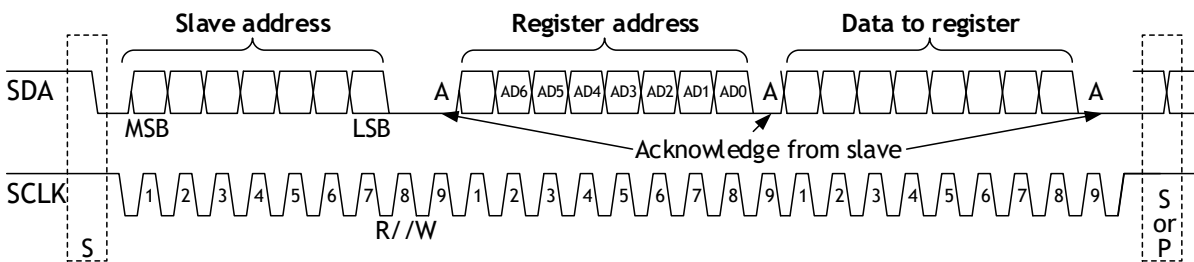 Slave address Register address Data to register
SDA A AD6 AD5 AD4 AD3 AD2 AD1 AD0 A A
MSB LSB
Acknowledge from slave
SCLK 1 2 3 4 5 6 7 8 9 1 2 3 4 5 6 7 8 9 1 2 3 4 5 6 7 8 9 S
R//W or
S P